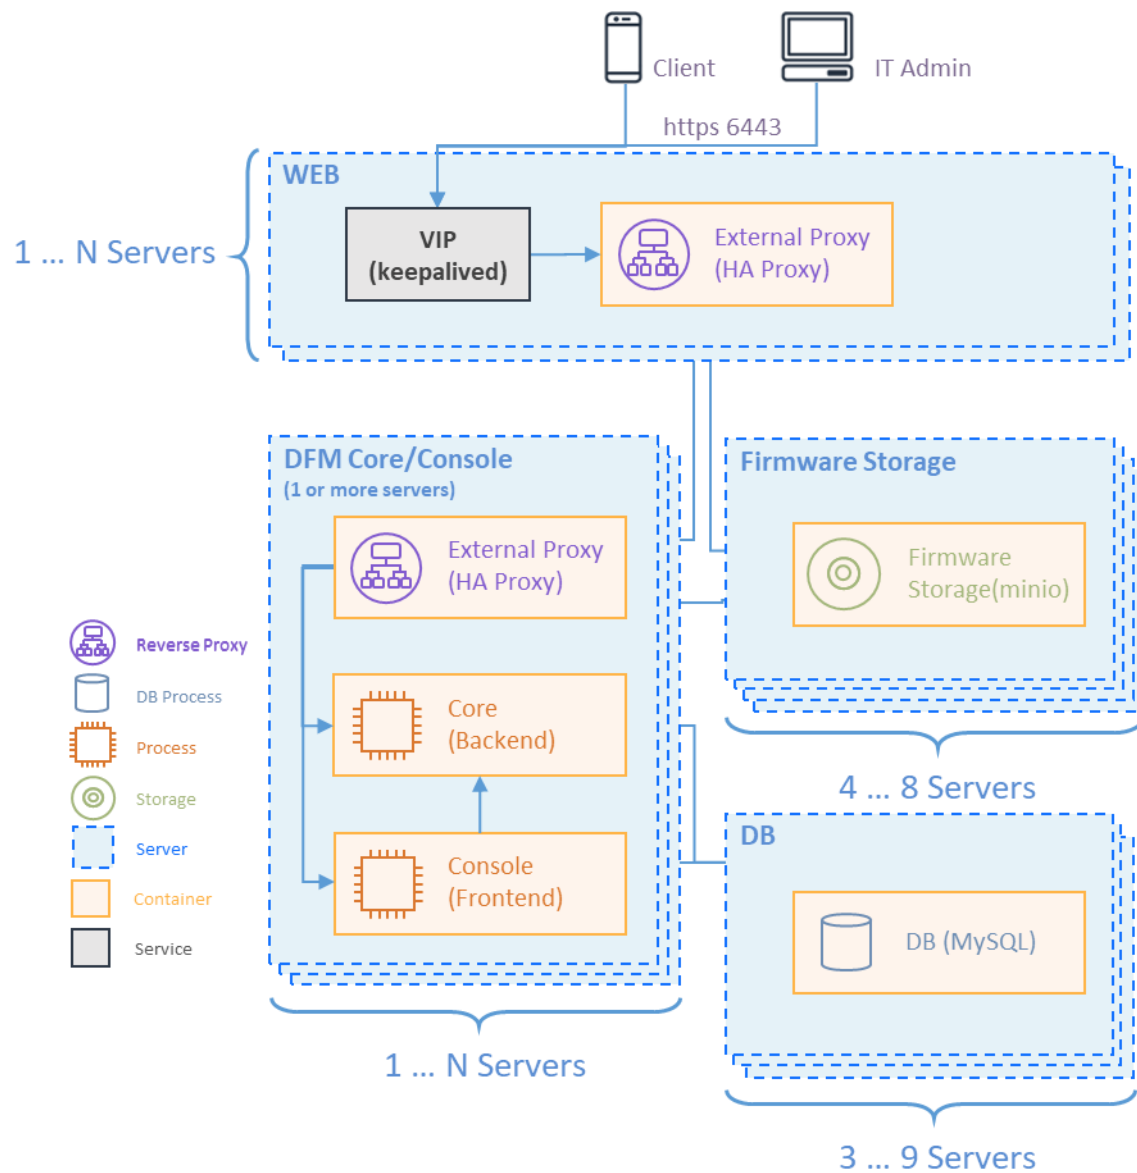 Client
IT Admin
https 6443
WEB
1 ... N Servers
VIP
(keepalived)
External Proxy
(HA Proxy)
DFM Core/Console
(1 or more servers)
External Proxy
(HA Proxy)
Core
(Backend)
Console
(Frontend)
1 ... N Servers
Firmware Storage
Firmware
Storage(minio)
4 ... 8 Servers
DB
DB (MySQL)
3 ... 9 Servers
Reverse Proxy
DB Process
Process
Storage
Server
Container
Service